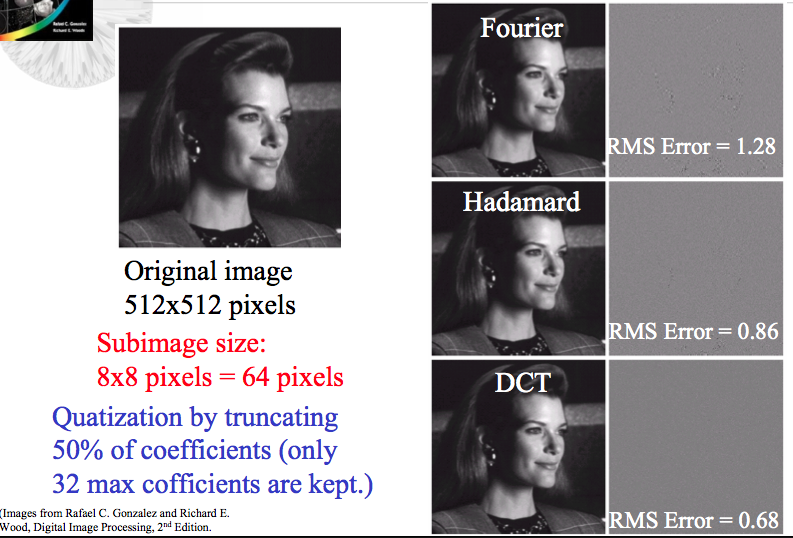 Rafael C. Gonzalez
Richard E. Woods
Original image
512x512 pixels
Subimage size:
8x8 pixels = 64 pixels
Quatization by truncating
50% of coefficients (only
32 max cofficients are kept.)
(Images from Rafael C. Gonzalez and Richard E.
Wood, Digital Image Processing, 2nd Edition.
Fourier
RMS Error = 1.28
Hadamard
RMS Error = 0.86
DCT
RMS Error = 0.68